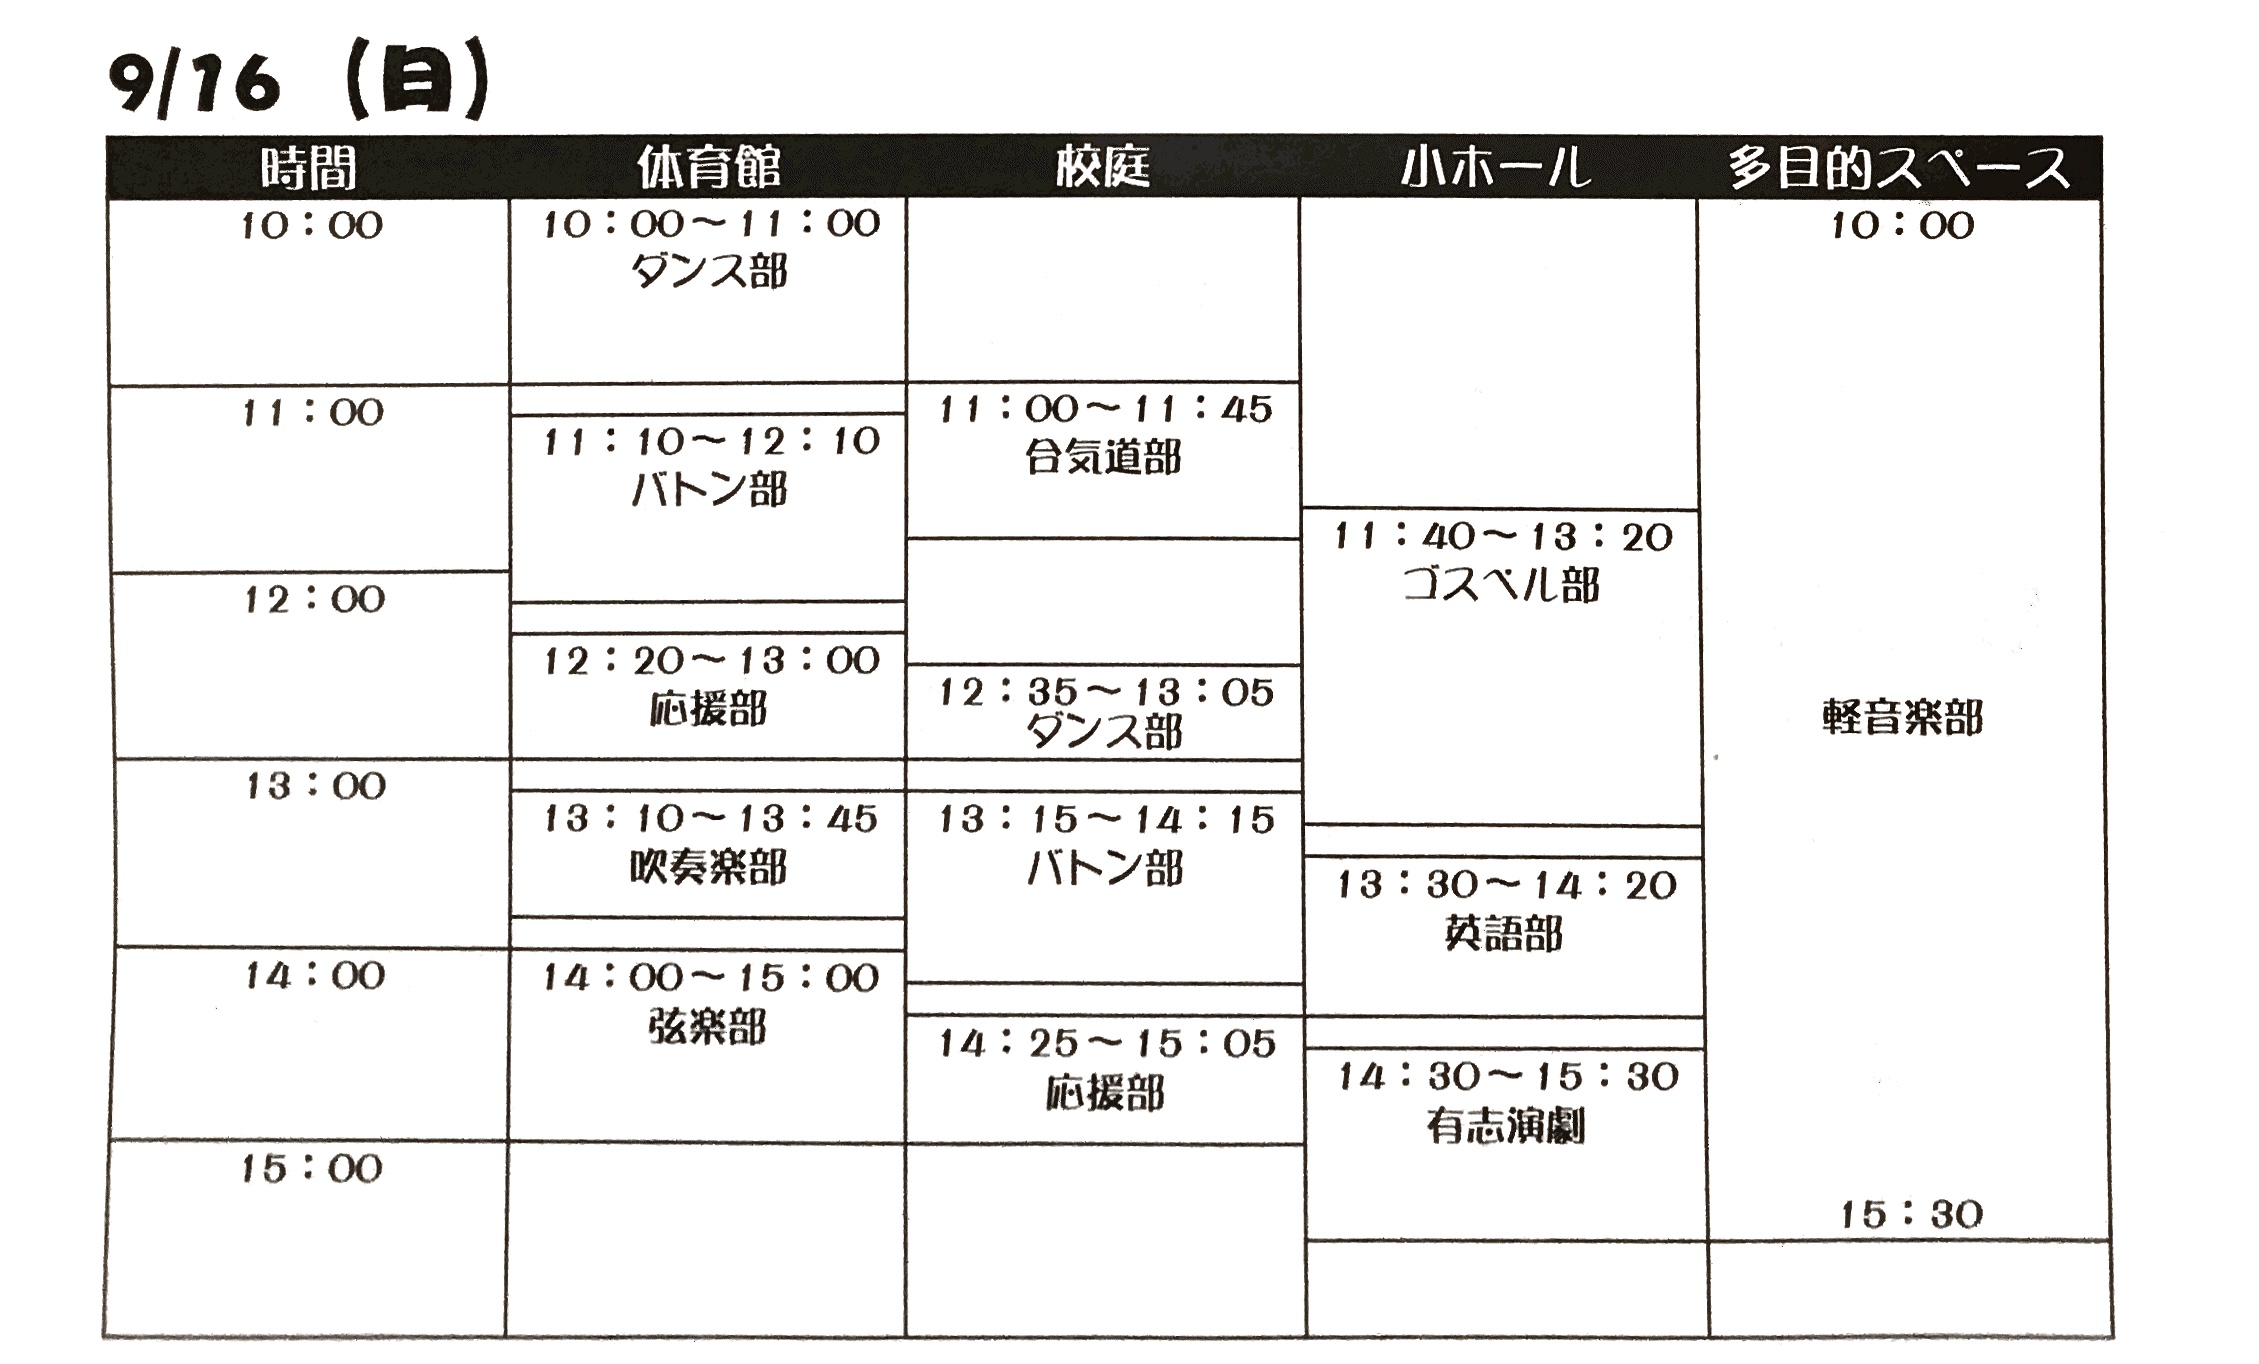 9/16（日）
時間 体育館 校庭 小ホール 多目的スペース
10：00
11：00
12：00
13：00
14：00
15：00
10：00～11：00
ダンス部
11：10～12：10
バトン部
12：20～13：00
応援部
13：10～13：45
吹奏楽部
14：00～15：00
弦楽部
11：00～11：45
合気道部
12：35～13：05
ダンス部
13：15～14：15
バトン部
14：25～15：05
応援部
11：40～13：20
ゴスペル部
13：30～14：20
英語部
14：30～15：30
有志演劇
10：00
軽音楽部
15：30